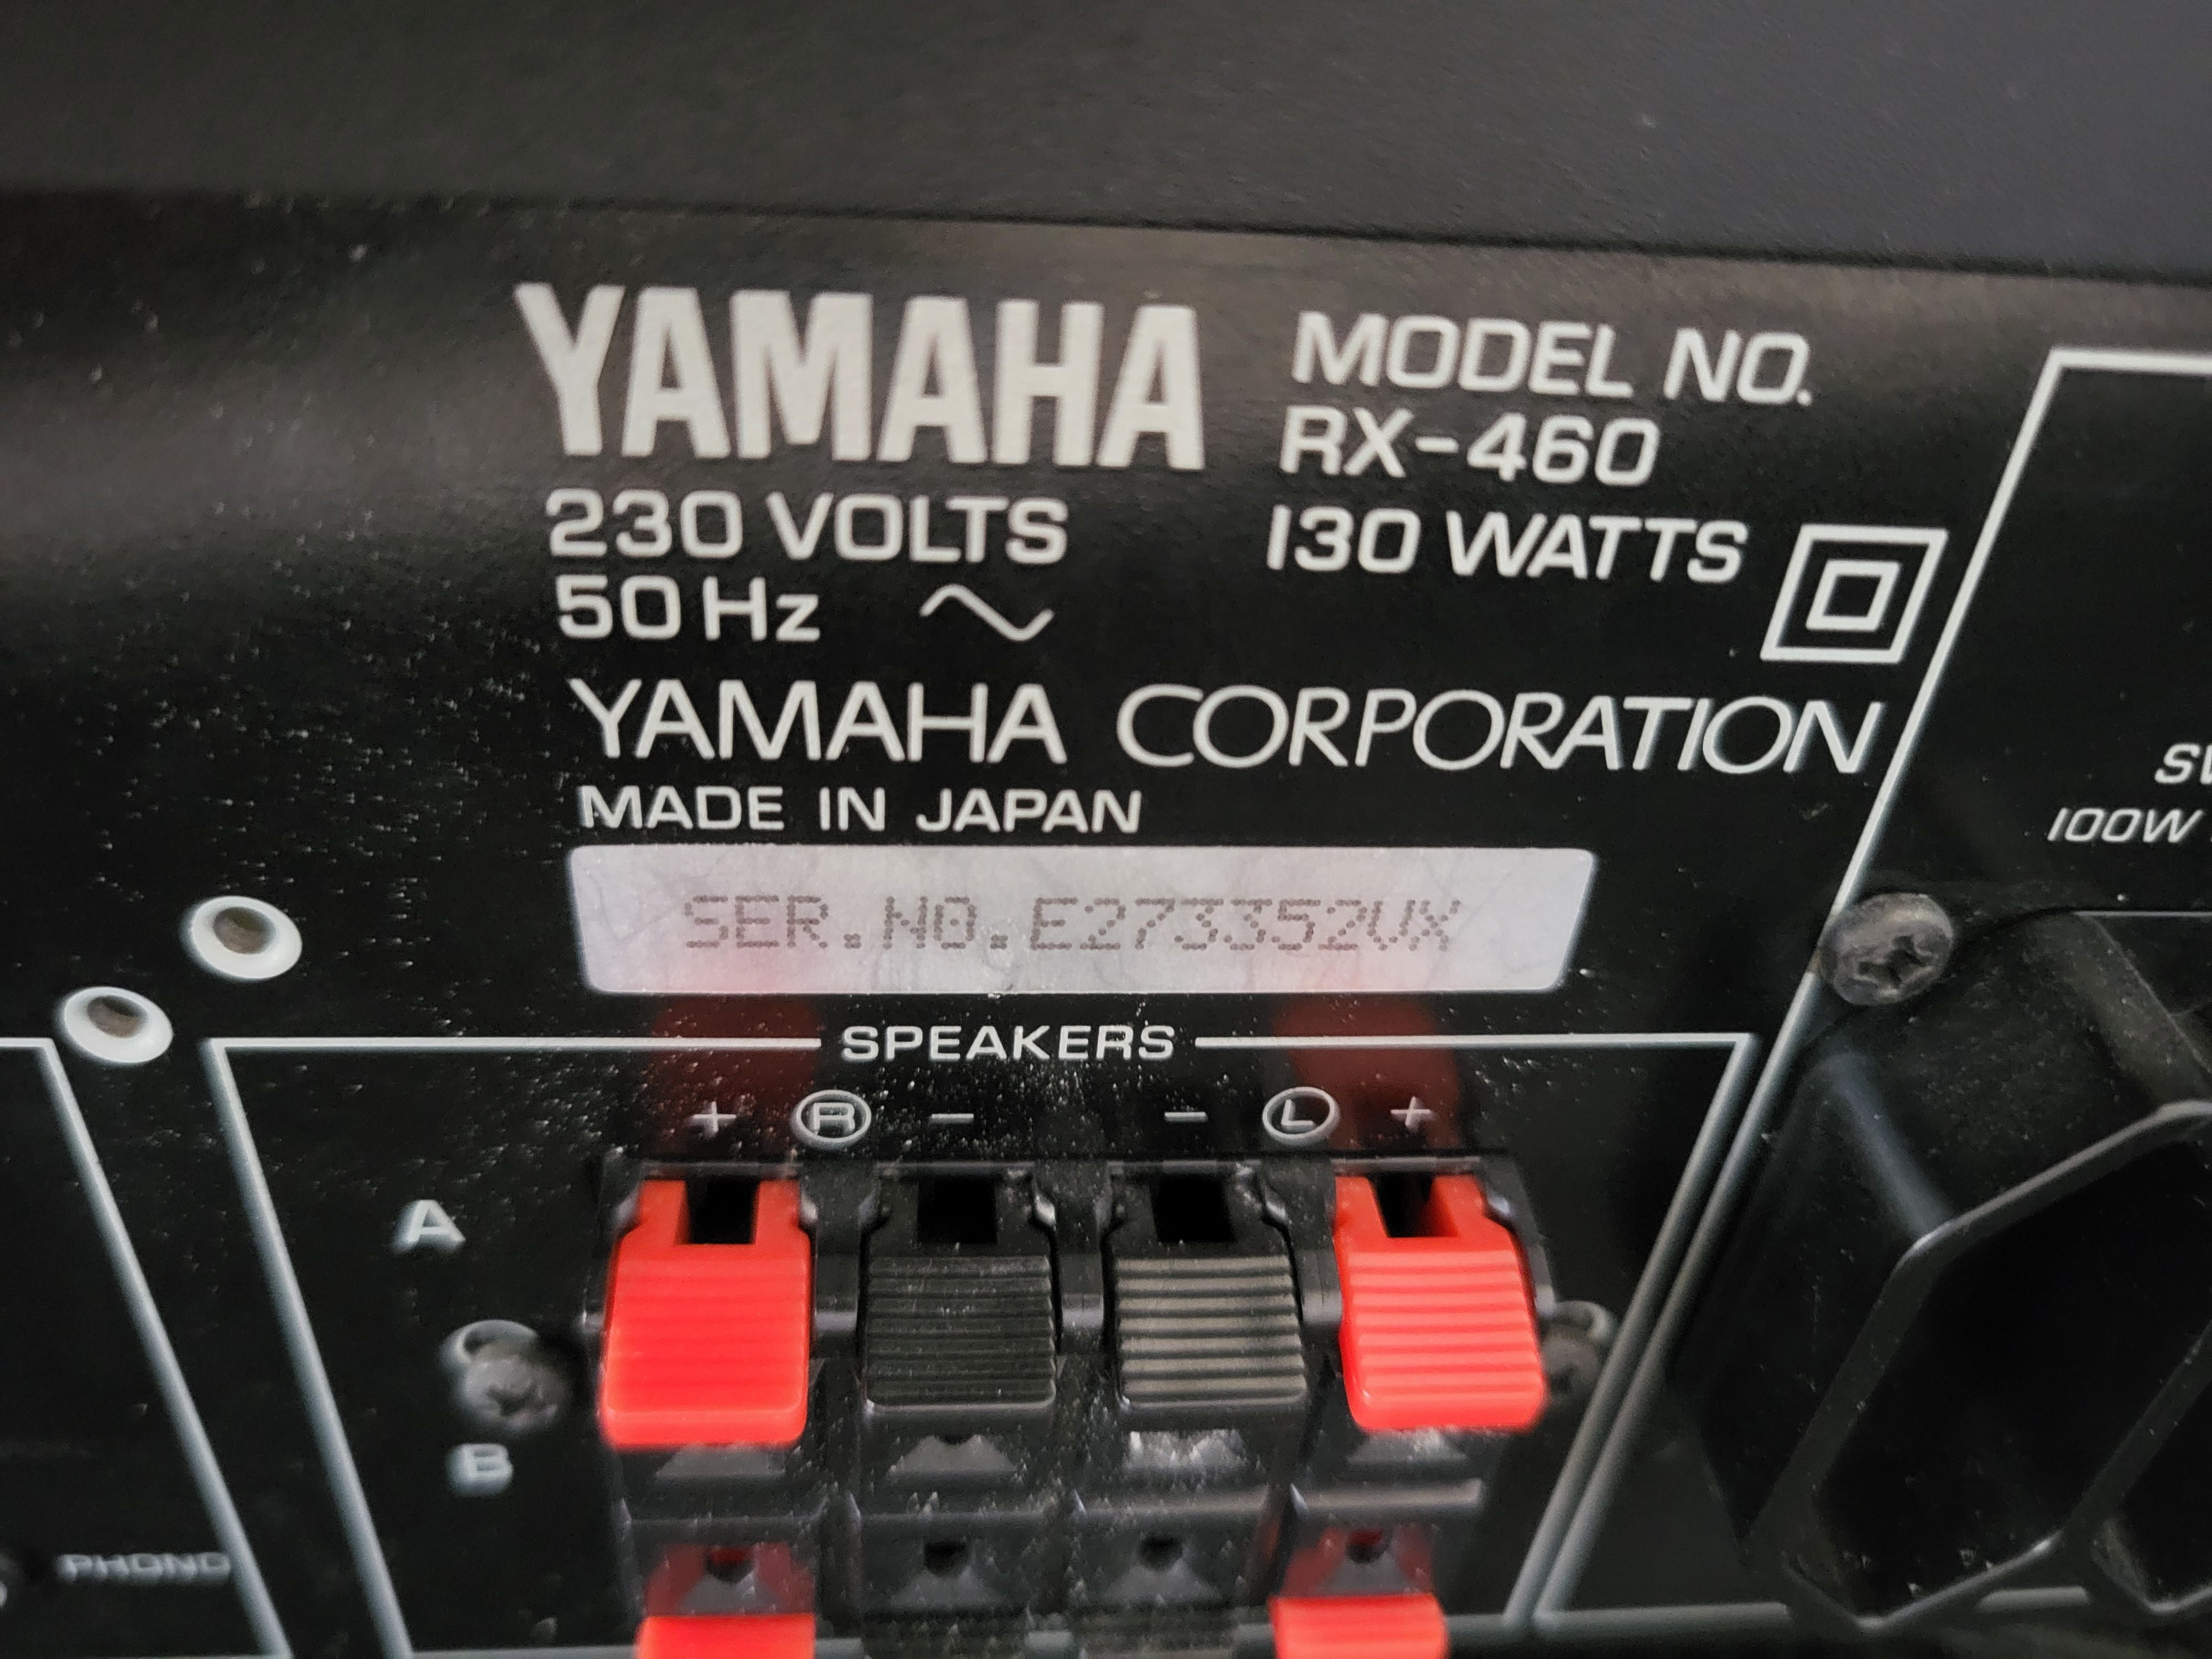 YAMAHA
MODEL NO.
RX-460
230 VOLTS
130 WATTS
50 Hz ~
YAMAHA CORPORATION
MADE IN JAPAN
SER.NO.E273352VX
100W
SPEAKERS
+ R - - L +
A
B
PHONO